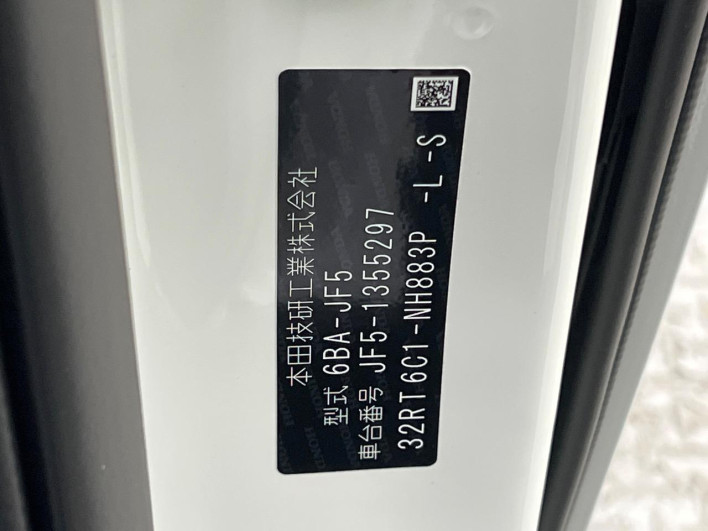 本田技研工業株式会社
型式 6BA-JF5
車台番号 JF5-1355297
32RT6C1-NH883P -L-S